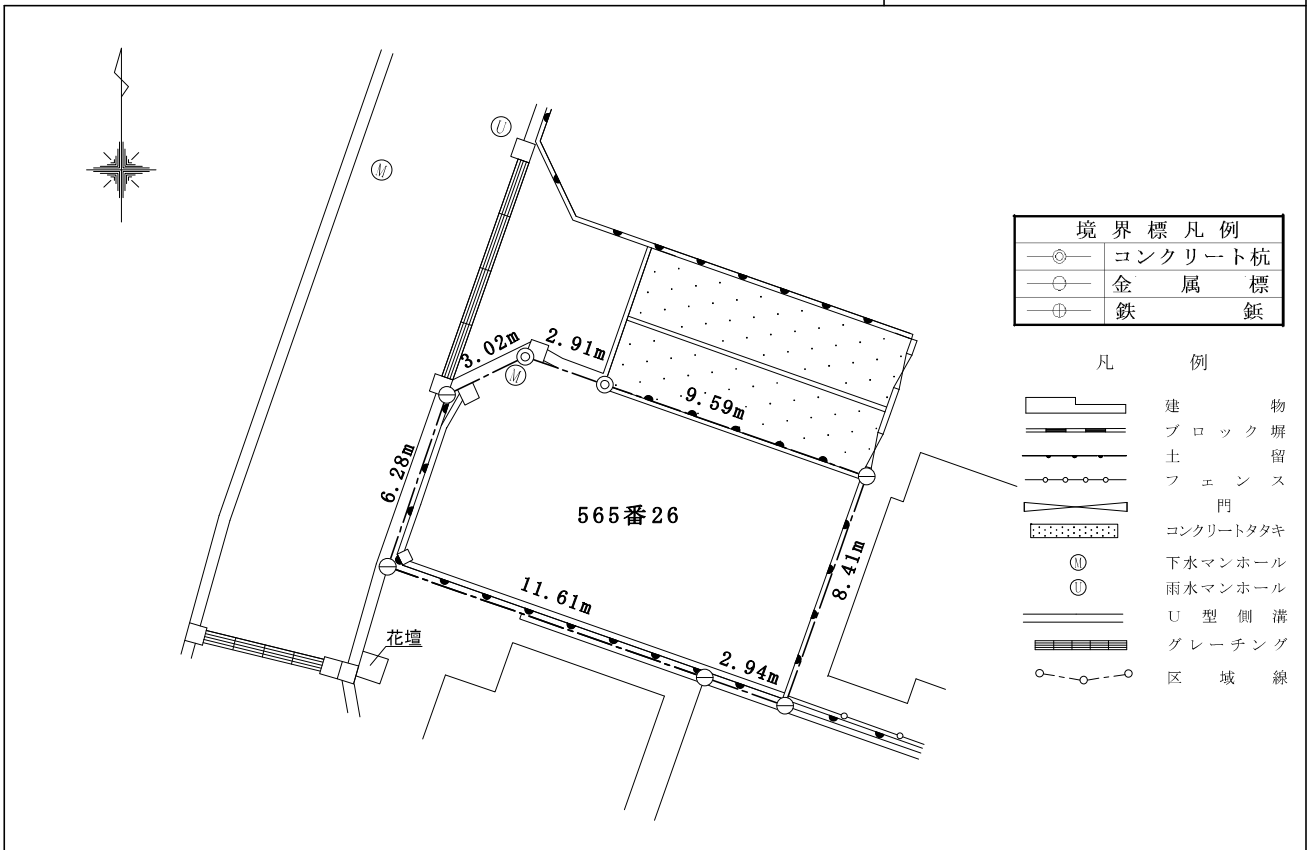 境界標凡例
コンクリート杭
金属標
鉄鋲
凡例
建物
ブロック塀
土留
フェンス
門
コンクリートタタキ
M 下水マンホール
U 雨水マンホール
U型側溝
グレーチング
区域線
U
M
3.02m
2.91m
M
9.59m
6.28m
565番26
8.41m
11.61m
花壇
2.94m